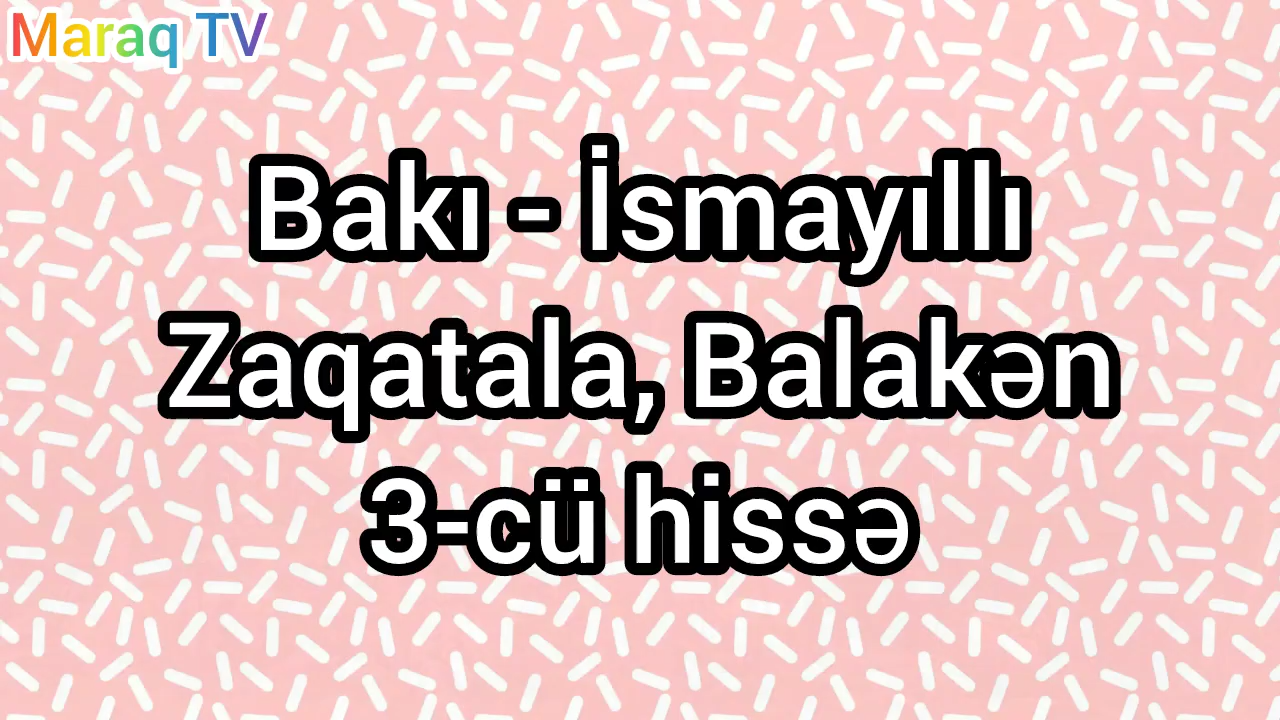 Maraq TV
Bakı - İsmayıllı
Zaqatala, Balakən
3-cü hissə